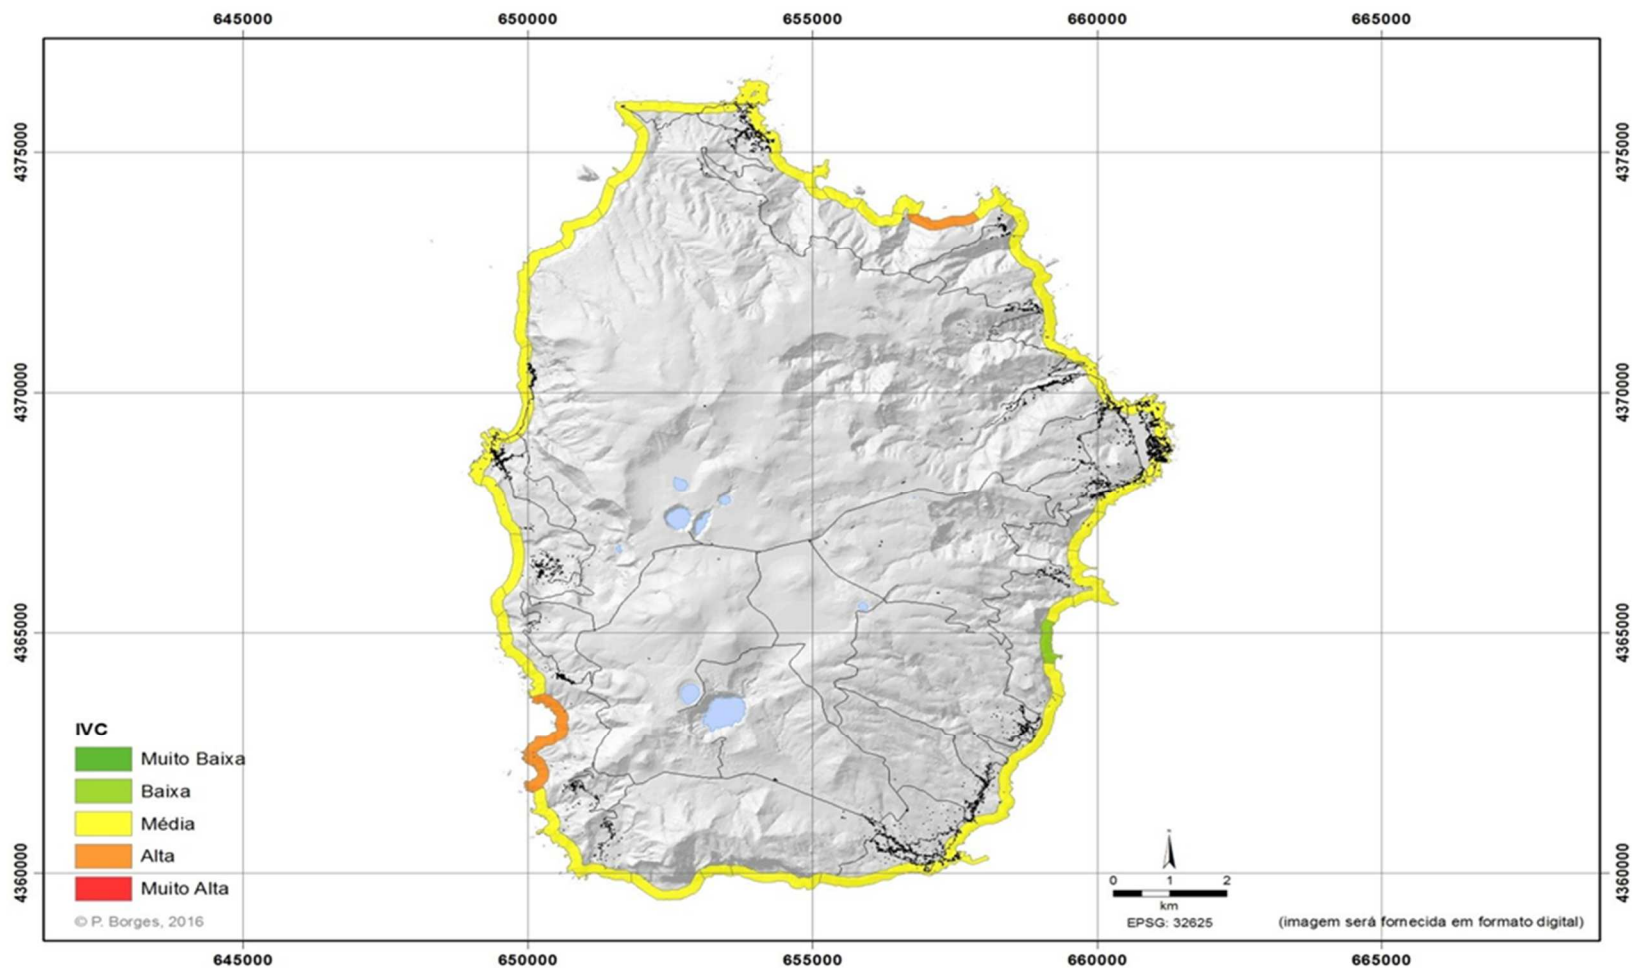 645000 650000 655000 660000 665000
4375000 4375000
4370000 4370000
4365000 4365000
4360000 4360000
IVC
Muito Baixa
Baixa
Média
Alta
Muito Alta
© P. Borges, 2016
0 1 2
km
EPSG: 32625
(imagem será fornecida em formato digital)
645000 650000 655000 660000 665000